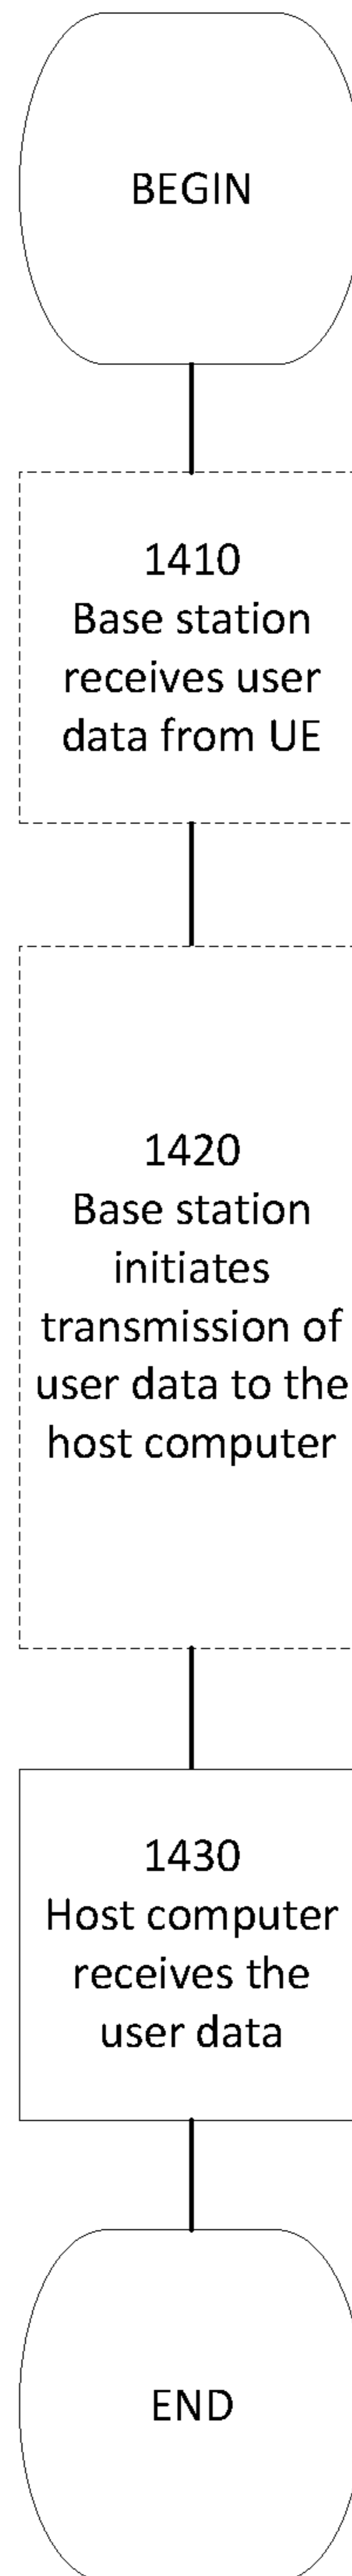 BEGIN
1410
Base station
receives user
data from UE
1420
Base station
initiates
transmission of
user data to the
host computer
1430
Host computer
receives the
user data
END